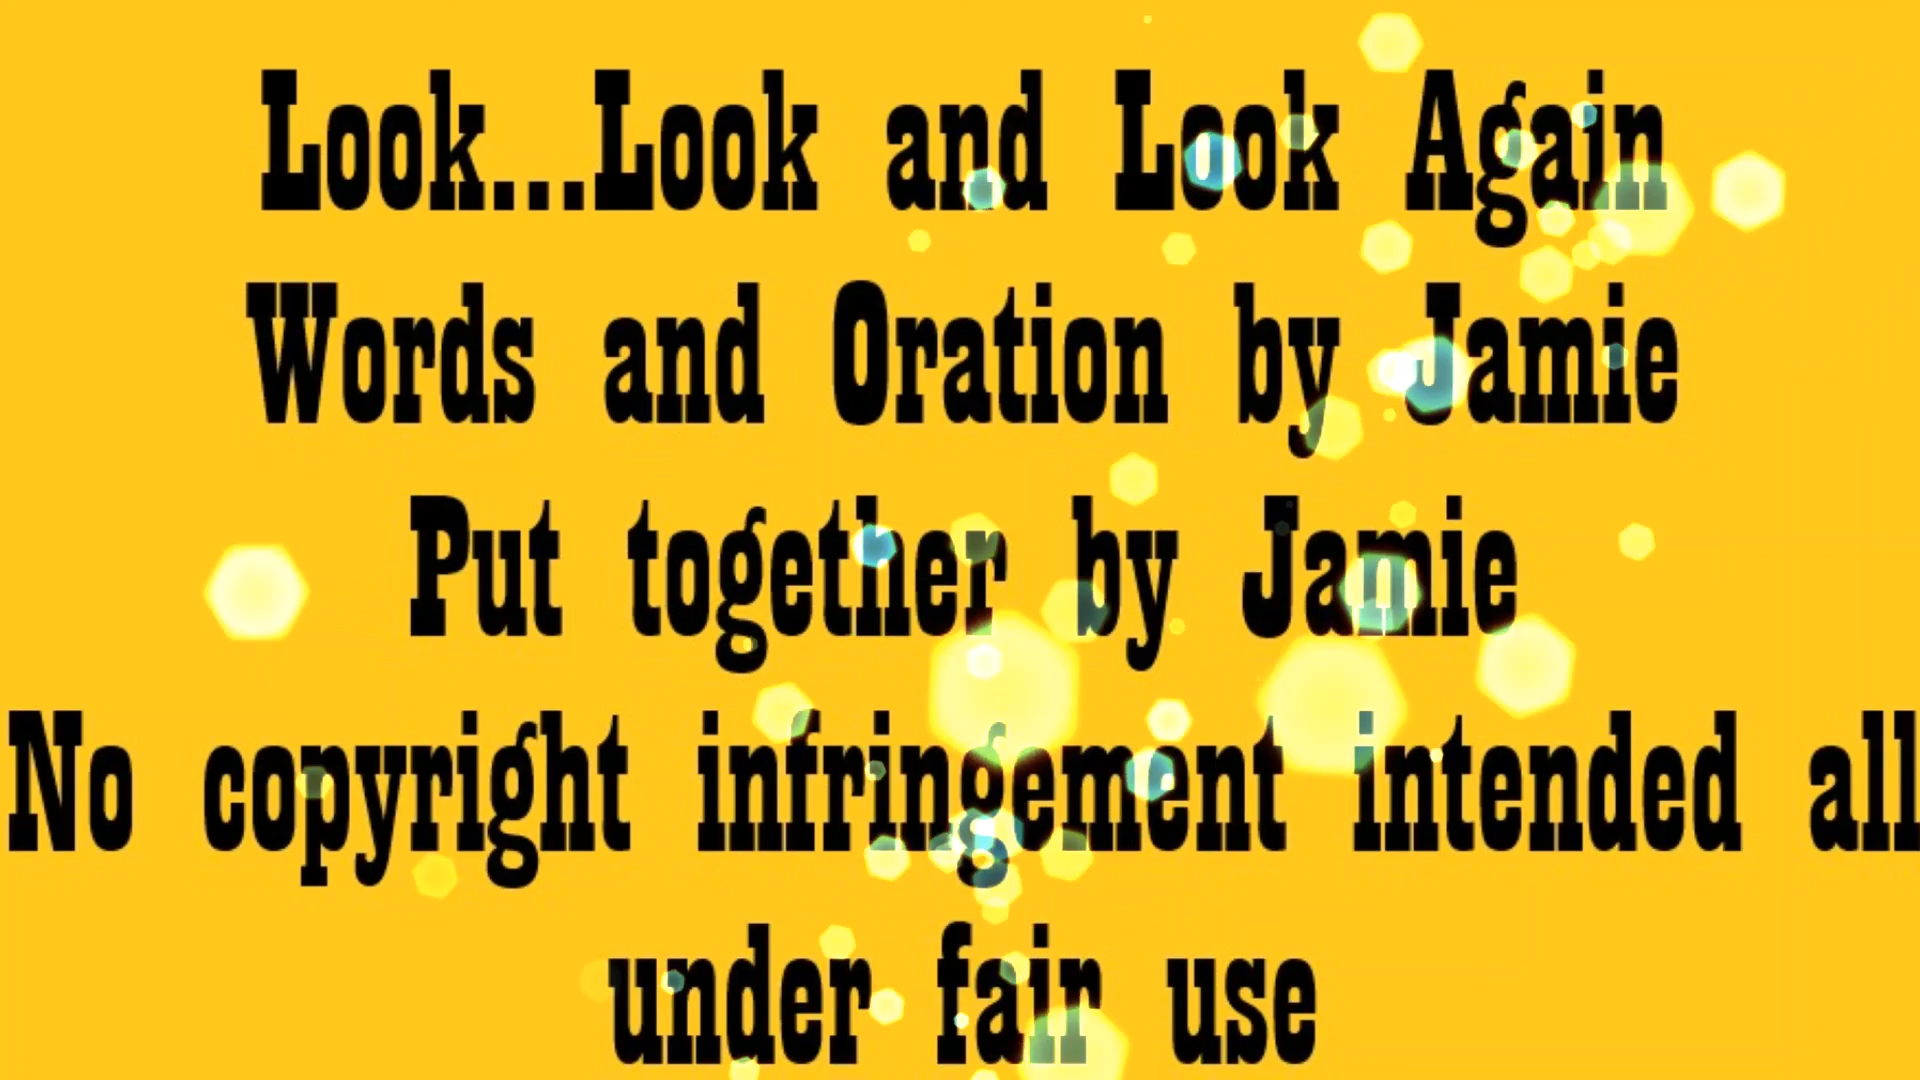 Look...Look and Look Again
Words and Oration by Jamie
Put together by Jamie
No copyright infringement intended all
under fair use